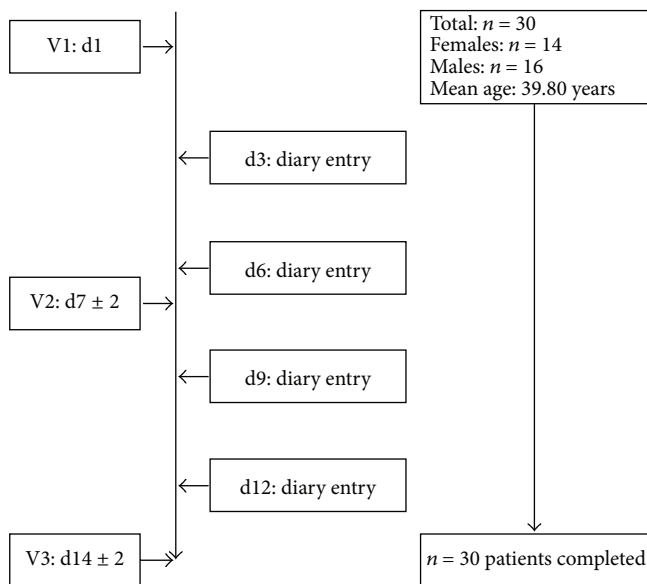 V1: d1
Total: n = 30
Females: n = 14
Males: n = 16
Mean age: 39.80 years
d3: diary entry
d6: diary entry
V2: d7 ± 2
d9: diary entry
d12: diary entry
V3: d14 ± 2
n = 30 patients completed